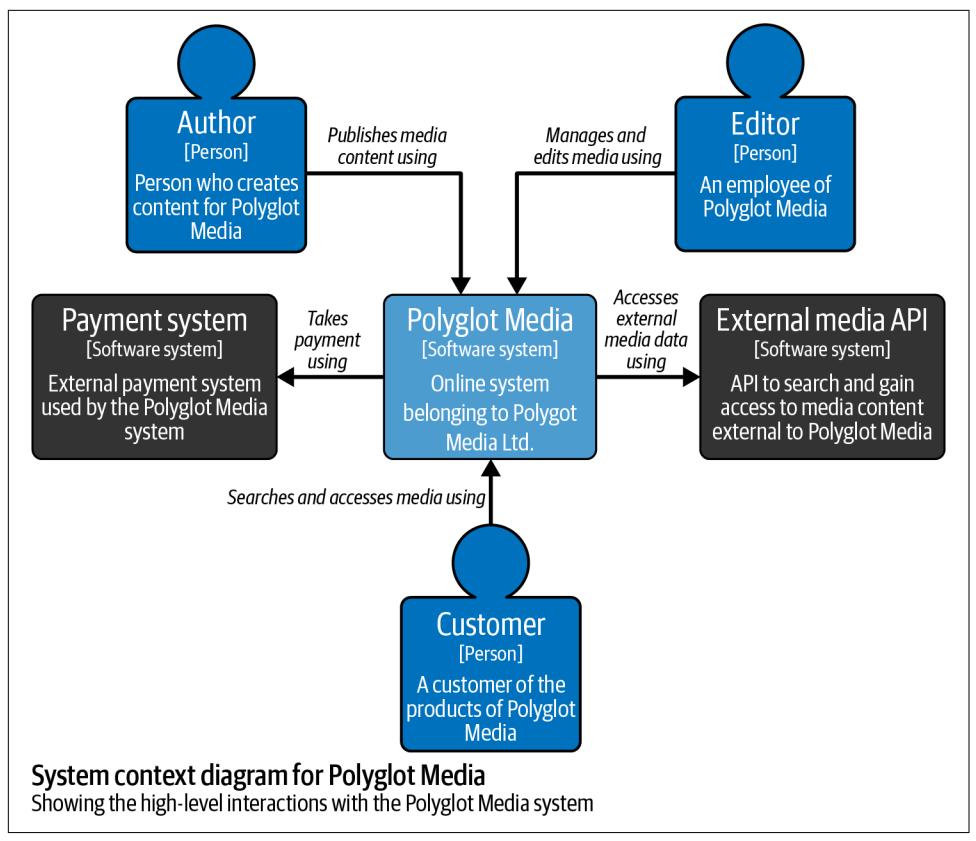 Author
[Person]
Person who creates
content for Polyglot
Media
Publishes media
content using
Manages and
edits media using
Editor
[Person]
An employee of
Polyglot Media
Payment system
[Software system]
External payment system
used by the Polyglot Media
system
Takes
payment
using
Polyglot Media
[Software system]
Online system
belonging to Polygot
Media Ltd.
Accesses
external
media data
using
External media API
[Software system]
API to search and gain
access to media content
external to Polyglot Media
Searches and accesses media using
Customer
[Person]
A customer of the
products of Polyglot
Media
System context diagram for Polyglot Media
Showing the high-level interactions with the Polyglot Media system